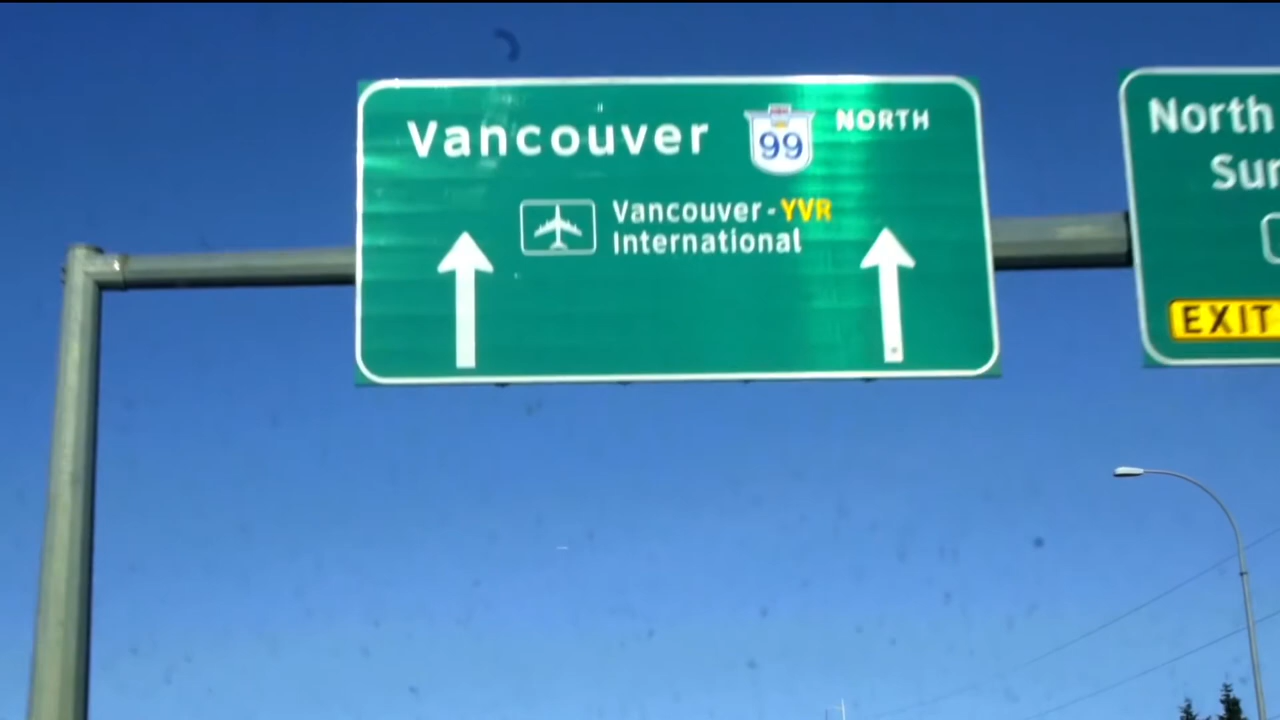 Vancouver 99 NORTH
Vancouver - YVR
International
North
Sur
EXIT